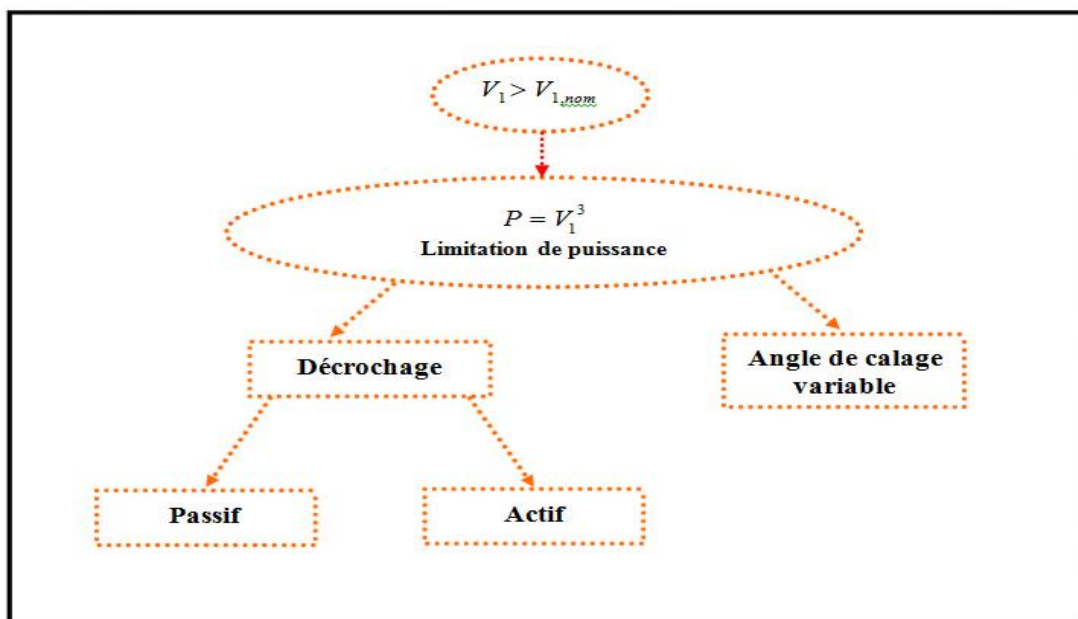 V₁ > V₁,nom
P = V₁³
Limitation de puissance
Décrochage
Angle de calage
variable
Passif
Actif